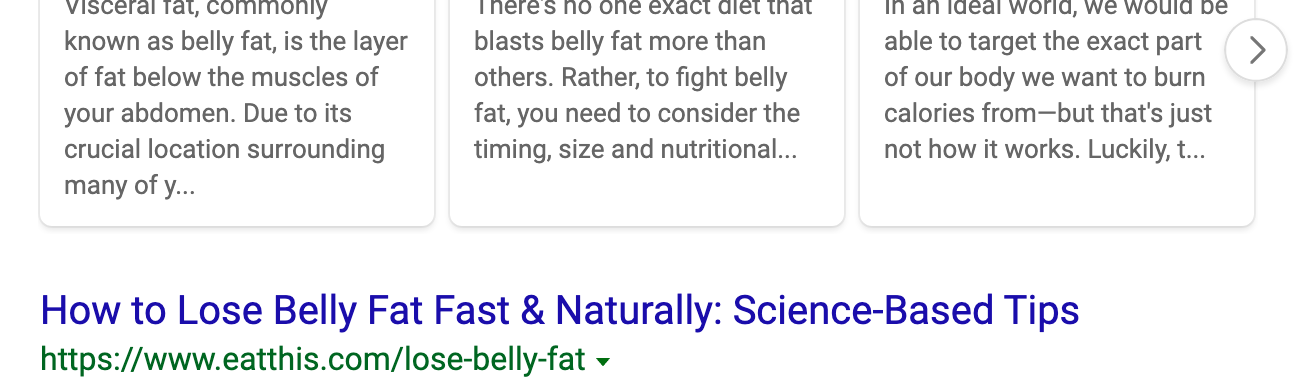 Visceral fat, commonly
known as belly fat, is the layer
of fat below the muscles of
your abdomen. Due to its
crucial location surrounding
many of y...
There's no one exact diet that
blasts belly fat more than
others. Rather, to fight belly
fat, you need to consider the
timing, size and nutritional...
In an ideal world, we would be
able to target the exact part
of our body we want to burn
calories from—but that's just
not how it works. Luckily, t...
How to Lose Belly Fat Fast & Naturally: Science-Based Tips
https://www.eatthis.com/lose-belly-fat